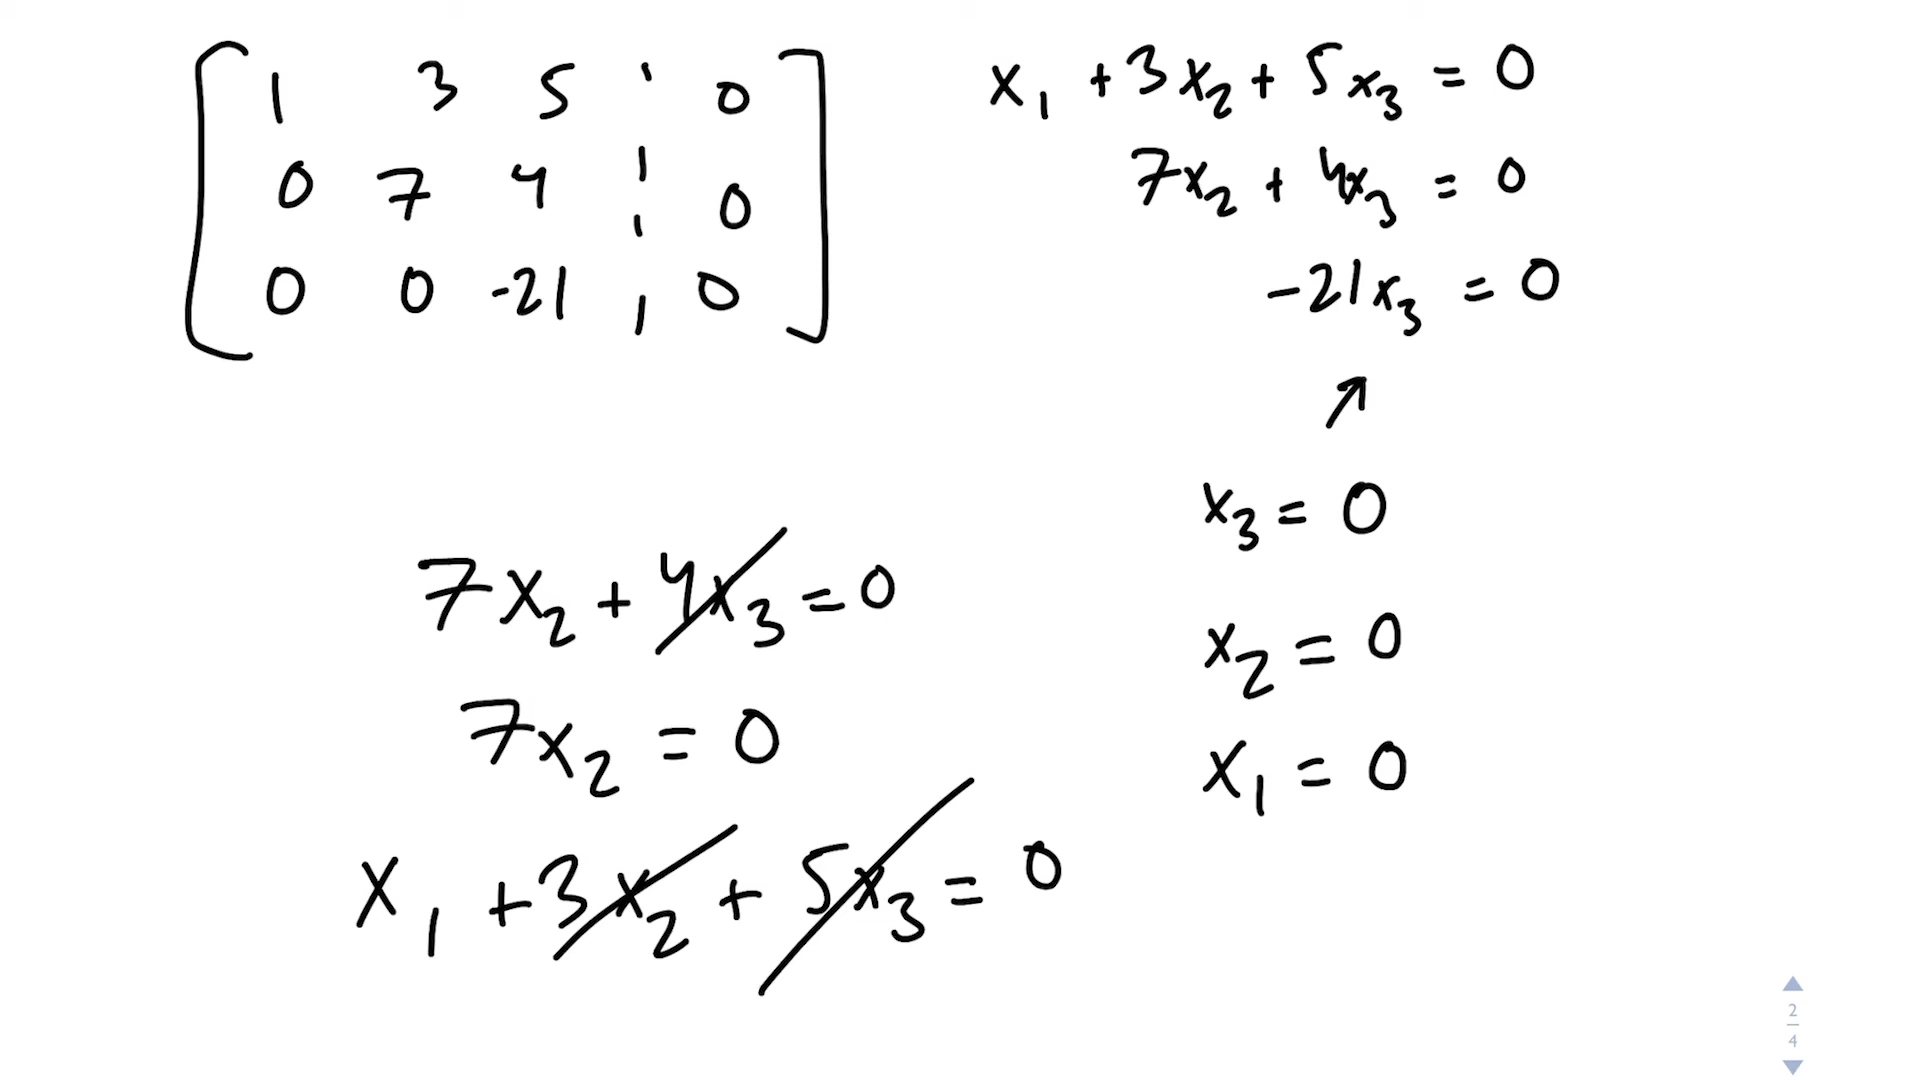 1 3 5 ¦ 0
0 7 4 ¦ 0
0 0 -21 ¦ 0
x₁ + 3x₂ + 5x₃ = 0
7x₂ + 4x₃ = 0
-21x₃ = 0
↗
x₃ = 0
x₂ = 0
x₁ = 0
7x₂ + 4x₃ = 0
7x₂ = 0
x₁ + 3x₂ + 5x₃ = 0
2
4